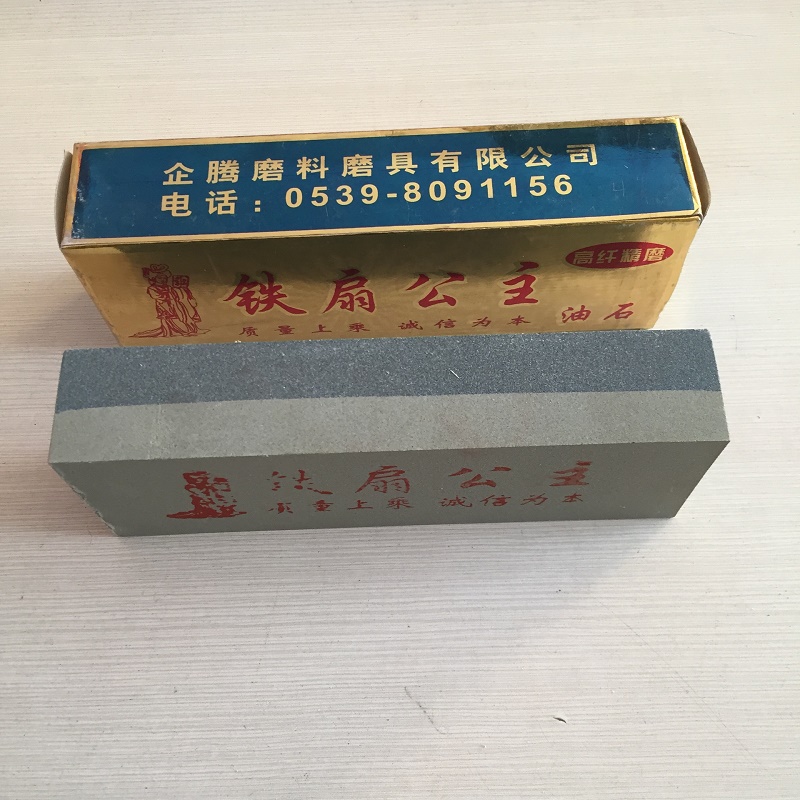 企腾磨料磨具有限公司
电话：0539-8091156
高纤精磨
铁扇公主
质量上乘 诚信为本
油石
铁扇公主
质量上乘 诚信为本